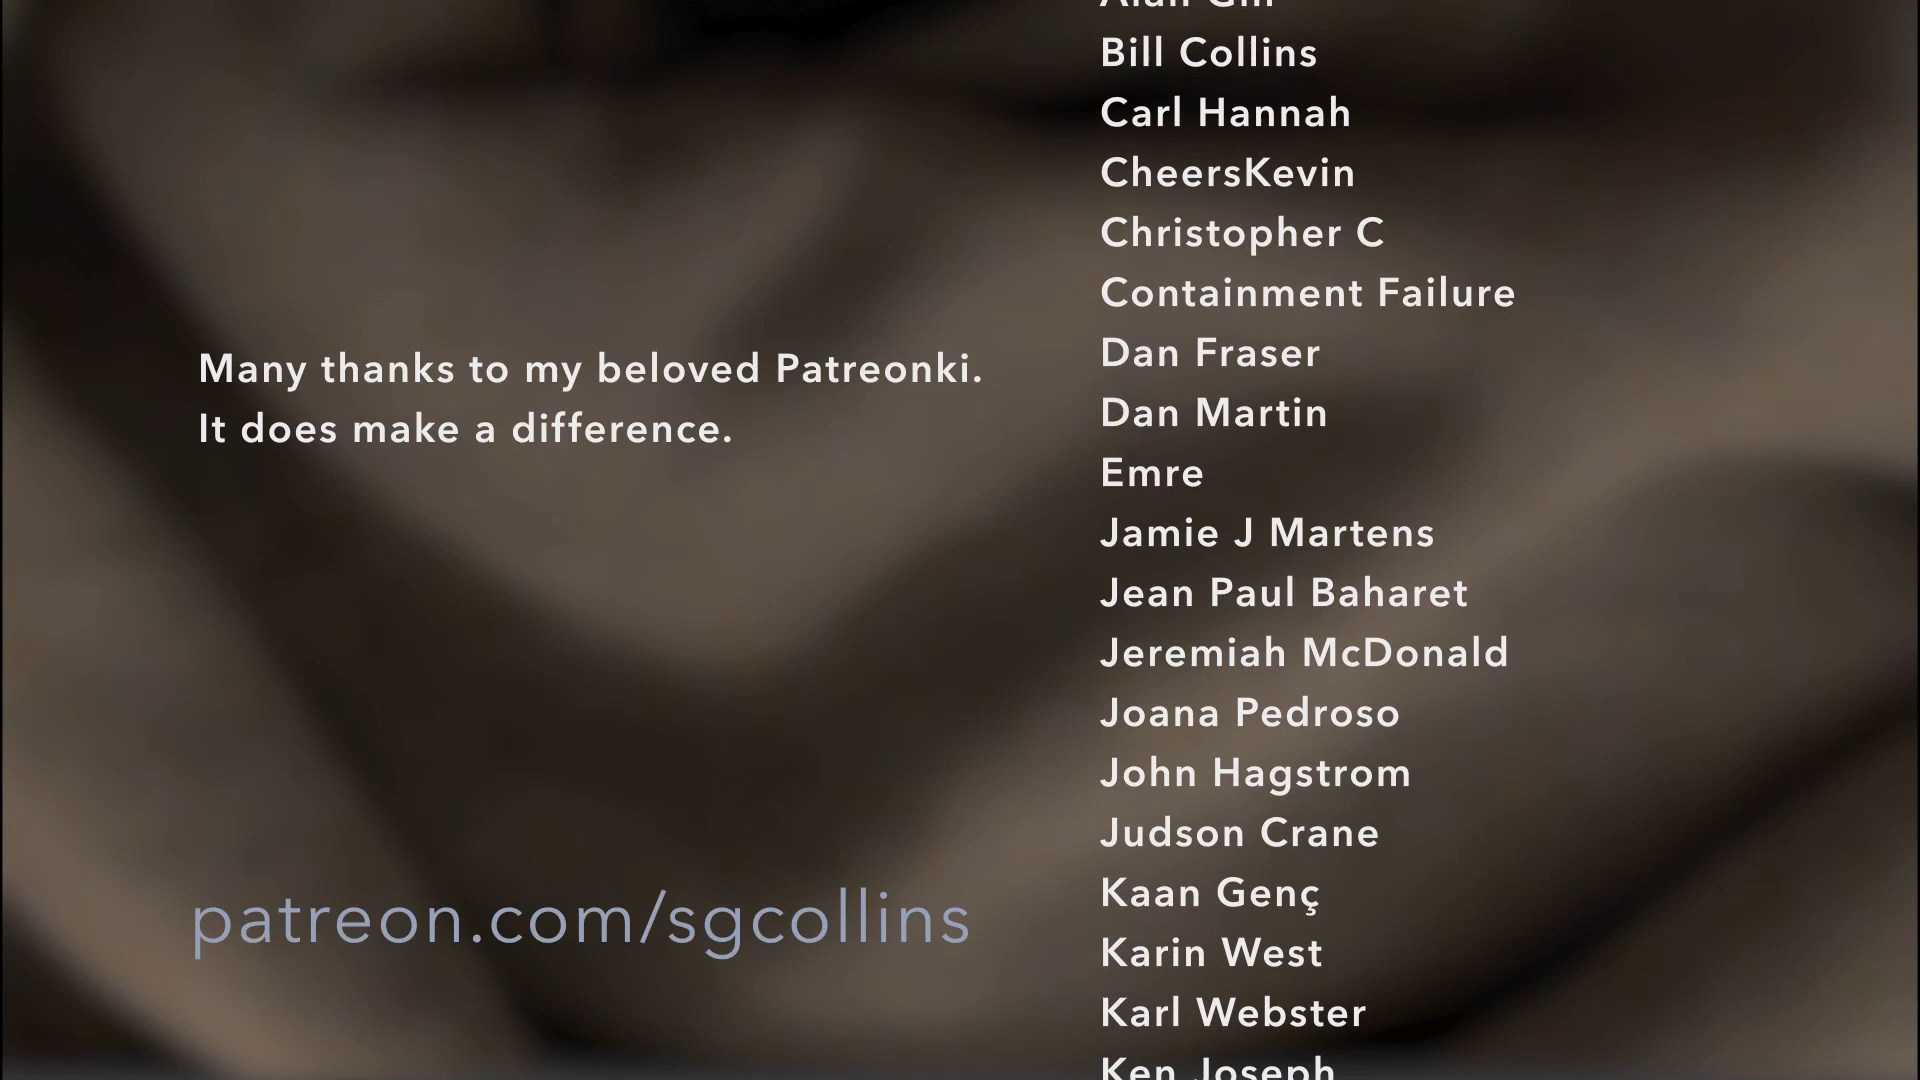 Many thanks to my beloved Patreonki.
It does make a difference.
patreon.com/sgcollins
Bill Collins
Carl Hannah
CheersKevin
Christopher C
Containment Failure
Dan Fraser
Dan Martin
Emre
Jamie J Martens
Jean Paul Baharet
Jeremiah McDonald
Joana Pedroso
John Hagstrom
Judson Crane
Kaan Genç
Karin West
Karl Webster
Ken Joseph